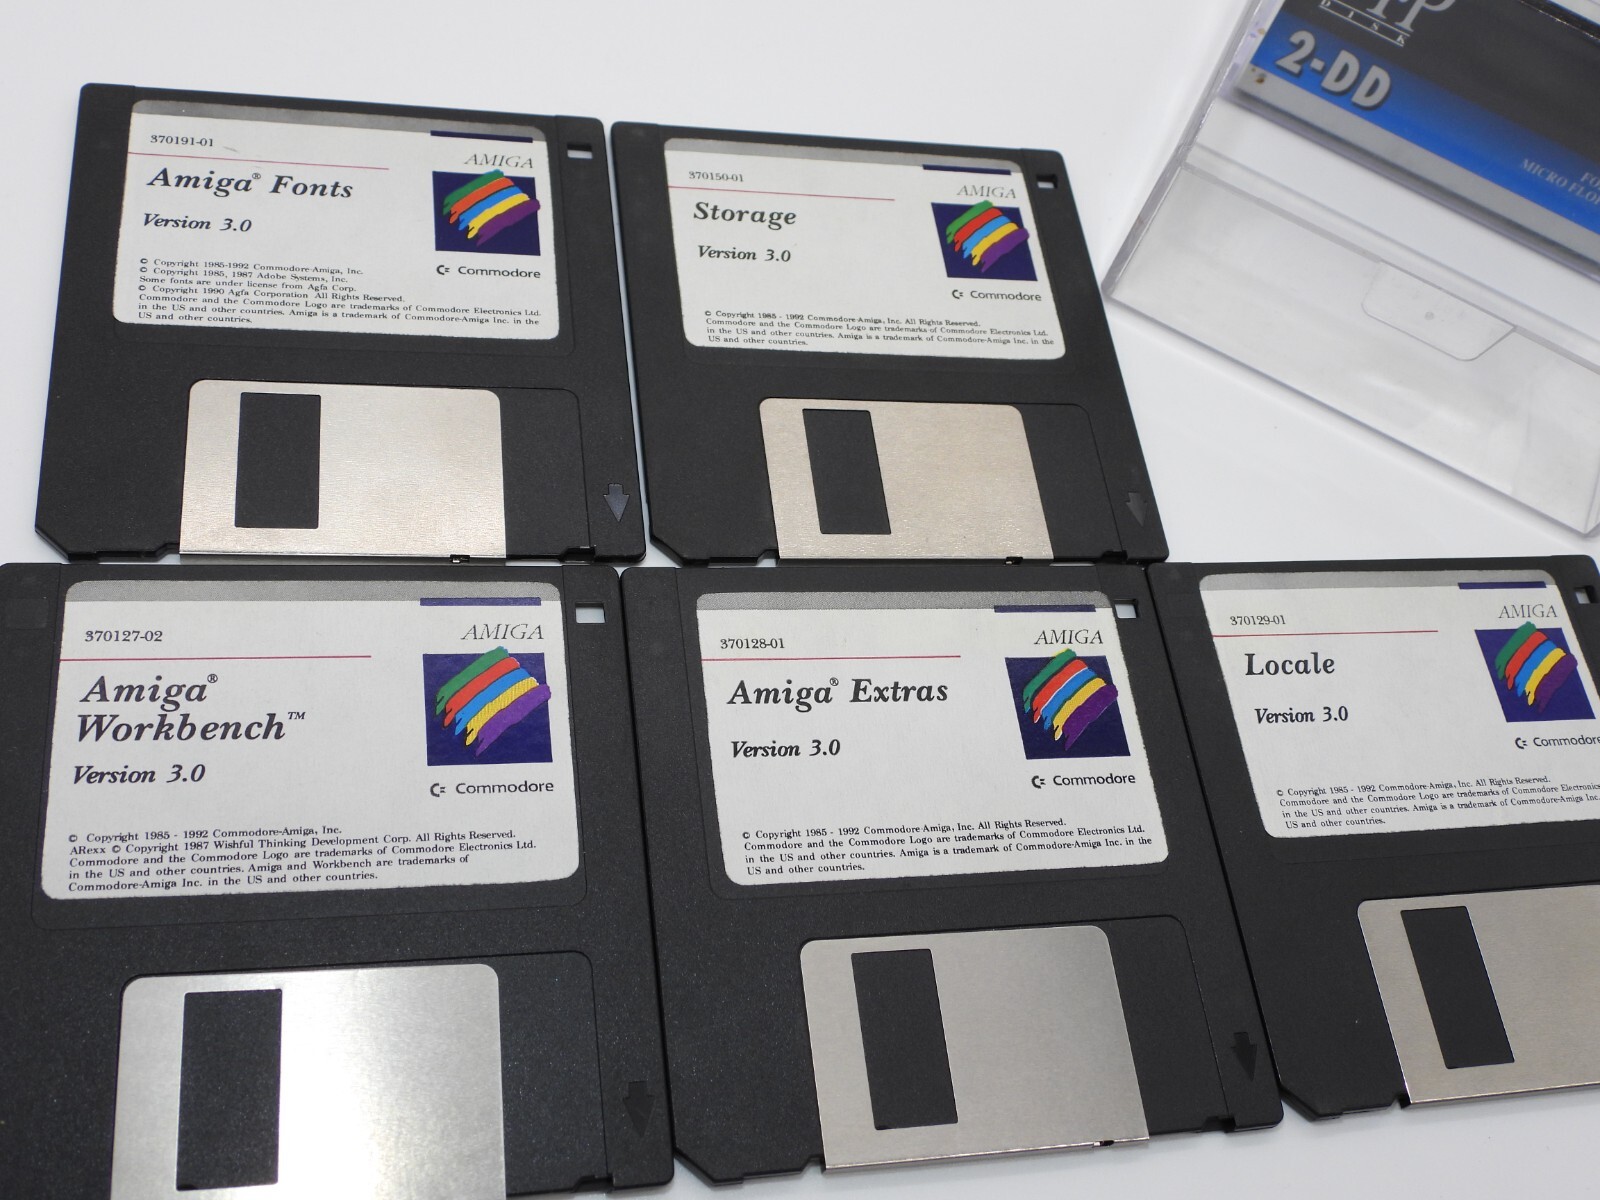 370191-01
AMIGA
Amiga® Fonts
Version 3.0
Commodore
© Copyright 1985-1992 Commodore-Amiga, Inc.
© Copyright 1985, 1987 Adobe Systems, Inc.
Some fonts are under license from Agfa Corp.
© Copyright 1990 Agfa Corporation All Rights Reserved.
Commodore and the Commodore Logo are trademarks of Commodore Electronics Ltd.
in the US and other countries. Amiga is a trademark of Commodore-Amiga Inc. in the
US and other countries.
370150-01
AMIGA
Storage
Version 3.0
Commodore
© Copyright 1985 - 1992 Commodore-Amiga, Inc. All Rights Reserved.
Commodore and the Commodore Logo are trademarks of Commodore Electronics Ltd.
in the US and other countries. Amiga is a trademark of Commodore-Amiga Inc. in the
US and other countries.
DISK
2-DD
MICRO
370127-02
AMIGA
Amiga®
Workbench™
Version 3.0
Commodore
© Copyright 1985 - 1992 Commodore-Amiga, Inc.
ARexx © Copyright 1987 Wishful Thinking Development Corp. All Rights Reserved.
Commodore and the Commodore Logo are trademarks of Commodore Electronics Ltd.
in the US and other countries. Amiga and Workbench are trademarks of
Commodore-Amiga Inc. in the US and other countries.
370128-01
AMIGA
Amiga® Extras
Version 3.0
Commodore
© Copyright 1985 - 1992 Commodore-Amiga, Inc. All Rights Reserved.
Commodore and the Commodore Logo are trademarks of Commodore Electronics Ltd.
in the US and other countries. Amiga is a trademark of Commodore-Amiga Inc. in the
US and other countries.
370129-01
AMIGA
Locale
Version 3.0
Commodore
© Copyright 1985 - 1992 Commodore-Amiga, Inc. All Rights Reserved.
Commodore and the Commodore Logo are trademarks of Commodore Electronics
in the US and other countries. Amiga is a trademark of Commodore-Amiga Inc.
US and other countries.